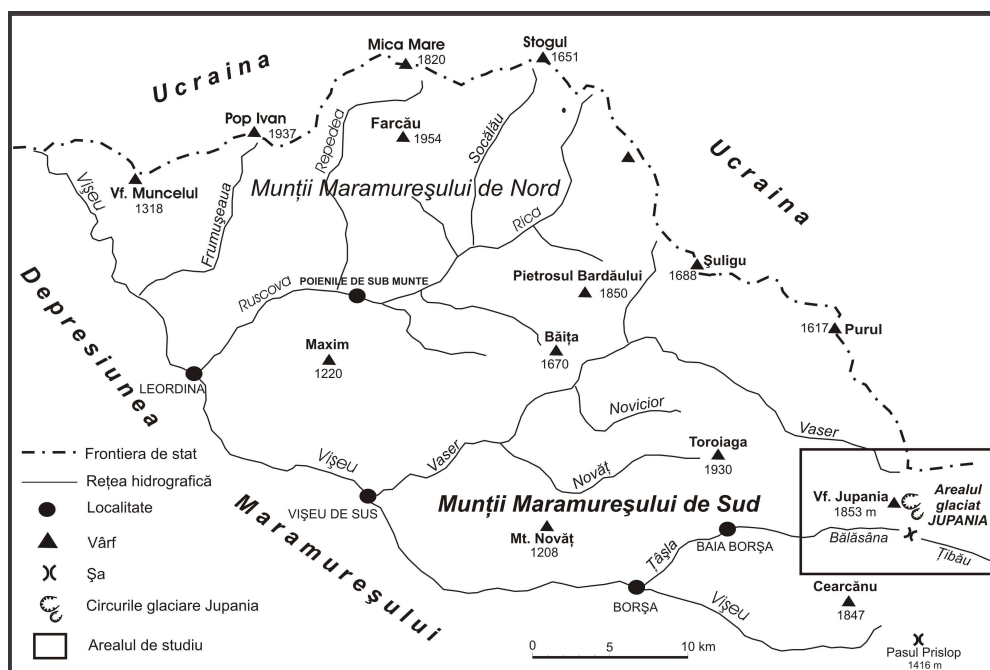 Ucraina
Mica Mare
1820
Stogul
1651
Pop Ivan
1937
Farcău
1954
Repedea
Socălău
Ucraina
Vişeu
Vf. Muncelul
1318
Frumuşeaua
Munţii Maramureşului de Nord
Rica
Şuligu
1688
Depresiunea
Ruscova
POIENILE DE SUB MUNTE
Pietrosul Bardăului
1850
1617
Purul
Maxim
1220
Băiţa
1670
LEORDINA
Novicior
Vaser
Frontiera de stat
Reţea hidrografică
Localitate
Vârf
Şa
Circurile glaciare Jupania
Arealul de studiu
Vişeu
Vaser
Novăţ
Toroiaga
1930
Maramureşului
VIŞEU DE SUS
Munţii Maramureşului de Sud
Mt. Novăţ
1208
Vf. Jupania
1853 m
Arealul
glaciat
JUPANIA
Bălăsâna
Ţibău
Ţâşla
BAIA BORŞA
BORŞA
Vişeu
Cearcănu
1847
0 5 10 km
Pasul Prislop
1416 m